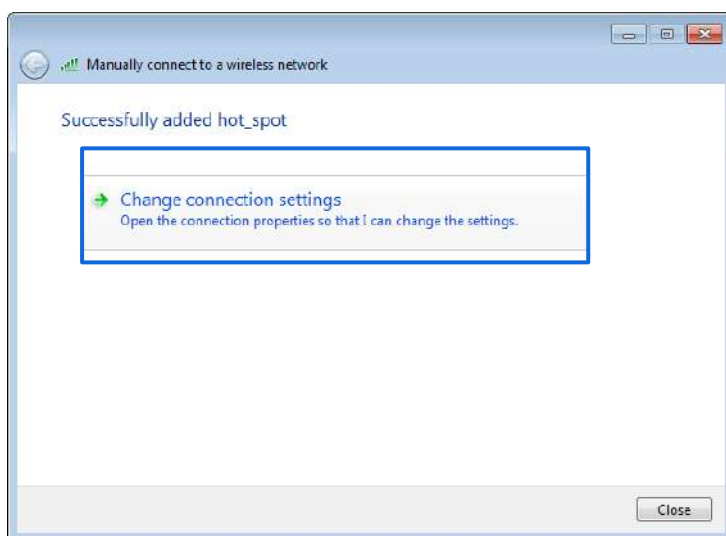 Manually connect to a wireless network
Successfully added hot_spot
Change connection settings
Open the connection properties so that I can change the settings.
Close